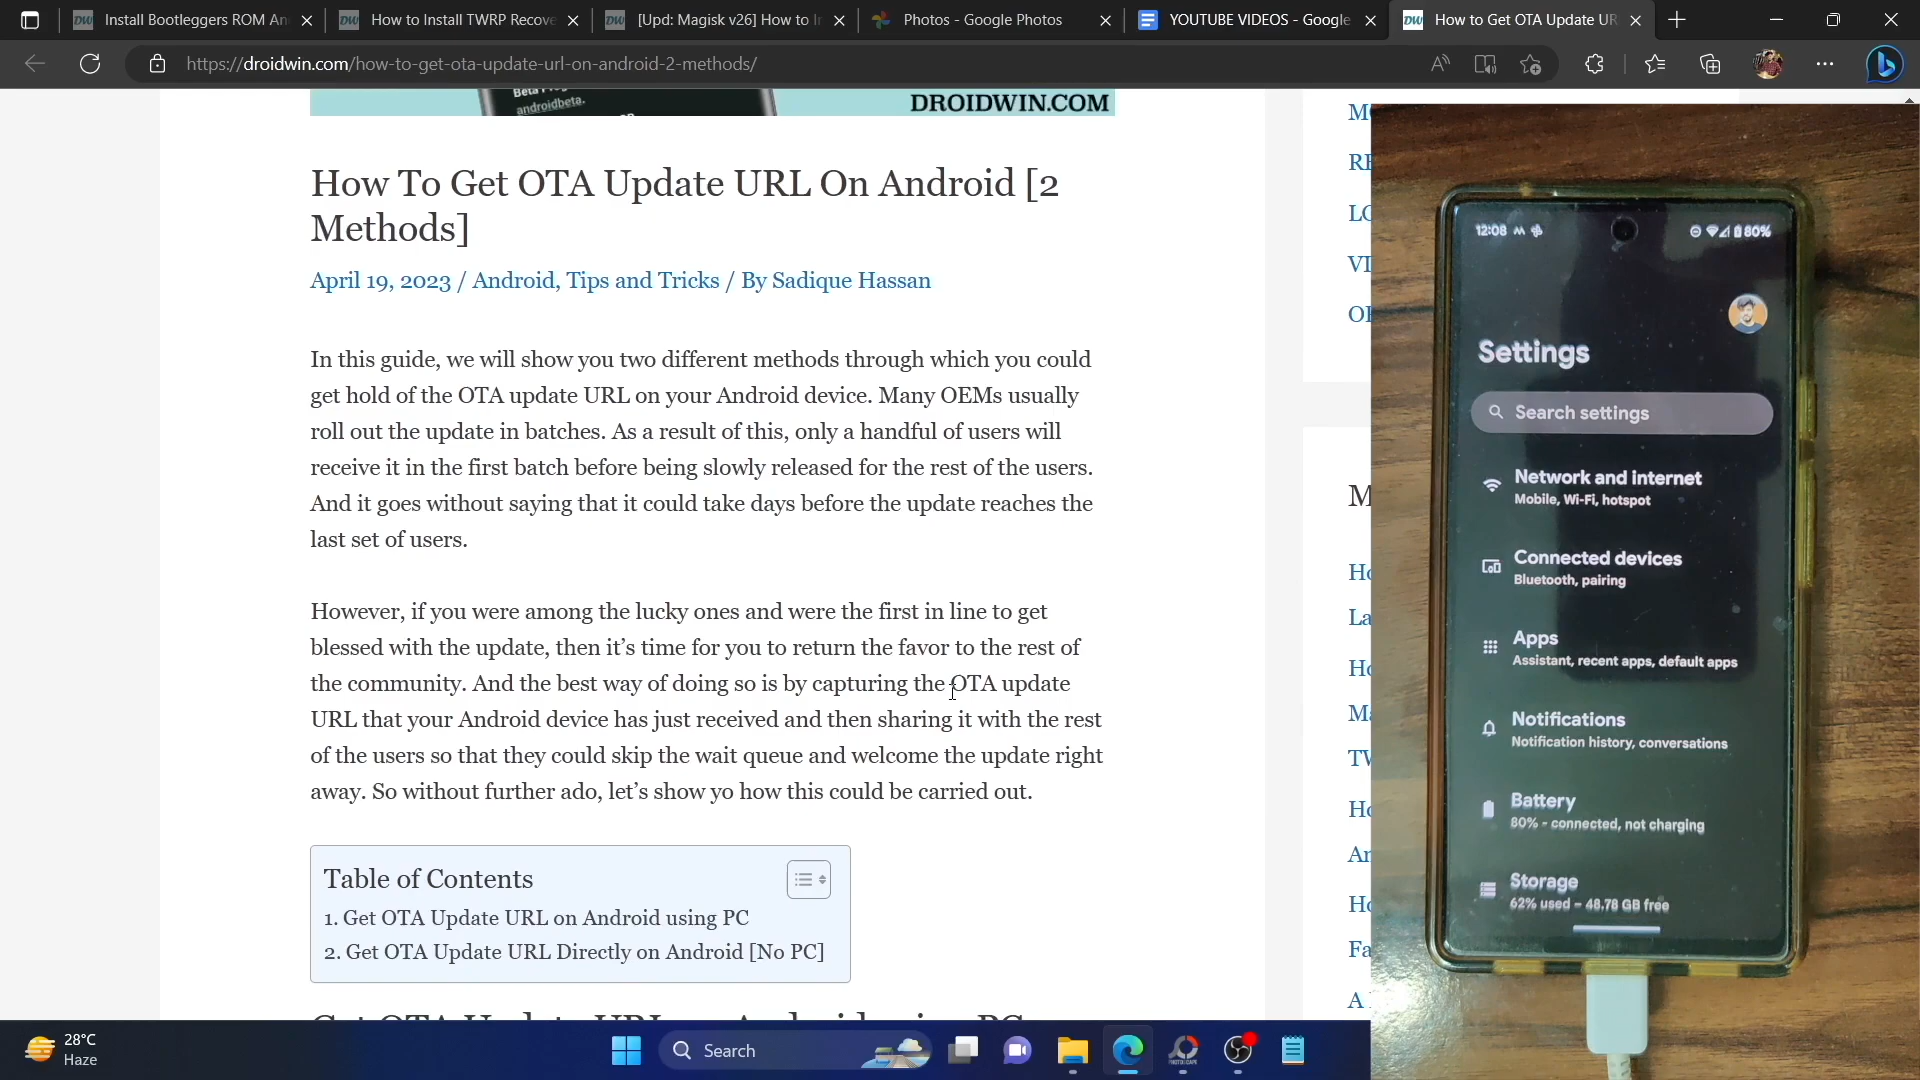 Install Bootleggers ROM An
How to Install TWRP Recove
[Upd: Magisk v26] How to I
Photos - Google Photos
YOUTUBE VIDEOS - Google
How to Get OTA Update UR
https://droidwin.com/how-to-get-ota-update-url-on-android-2-methods/
Beta
androidbeta.
DROIDWIN.COM
How To Get OTA Update URL On Android [2
Methods]
April 19, 2023 / Android, Tips and Tricks / By Sadique Hassan
In this guide, we will show you two different methods through which you could
get hold of the OTA update URL on your Android device. Many OEMs usually
roll out the update in batches. As a result of this, only a handful of users will
receive it in the first batch before being slowly released for the rest of the users.
And it goes without saying that it could take days before the update reaches the
last set of users.
However, if you were among the lucky ones and were the first in line to get
blessed with the update, then it's time for you to return the favor to the rest of
the community. And the best way of doing so is by capturing the OTA update
URL that your Android device has just received and then sharing it with the rest
of the users so that they could skip the wait queue and welcome the update right
away. So without further ado, let's show yo how this could be carried out.
Table of Contents
1. Get OTA Update URL on Android using PC
2. Get OTA Update URL Directly on Android [No PC]
Get OTA Update URL on Android using PC
M
RE
LO
VI
M
Ho
La
Ho
Ma
TW
Ho
An
Ho
Fa
A
12:08
80%
Settings
Search settings
Network and internet
Mobile, Wi-Fi, hotspot
Connected devices
Bluetooth, pairing
Apps
Assistant, recent apps, default apps
Notifications
Notification history, conversations
Battery
80% - connected, not charging
Storage
62% used - 48.78 GB free
28°C
Haze
Search